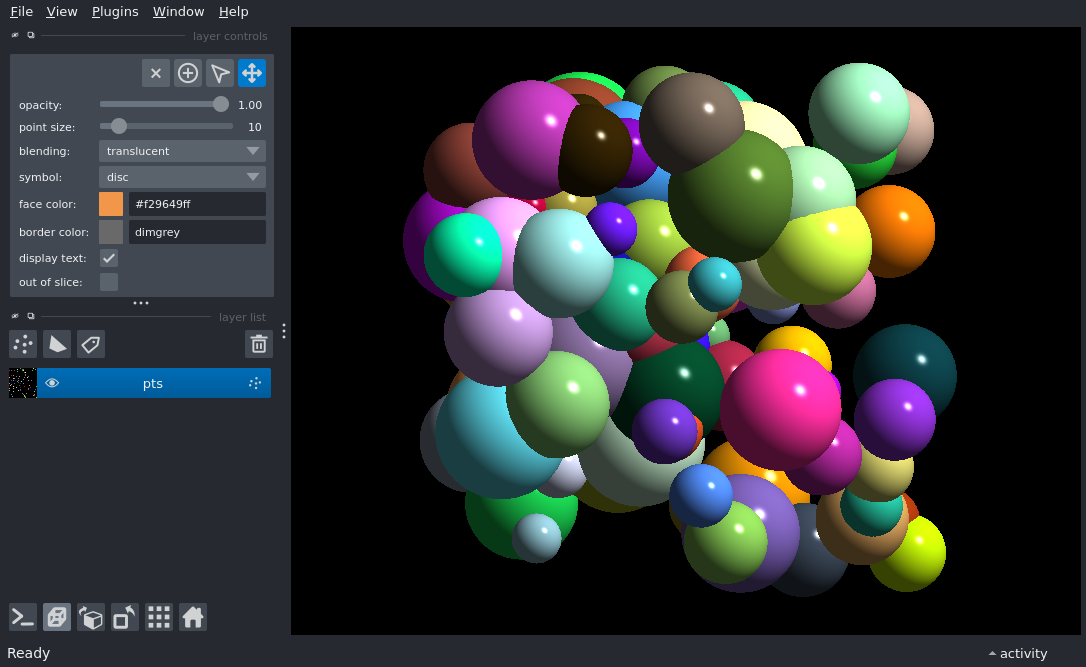 File View Plugins Window Help
layer controls
opacity: 1.00
point size: 10
blending: translucent
symbol: disc
face color: #f29649ff
border color: dimgrey
display text:
out of slice:
layer list
pts
Ready activity